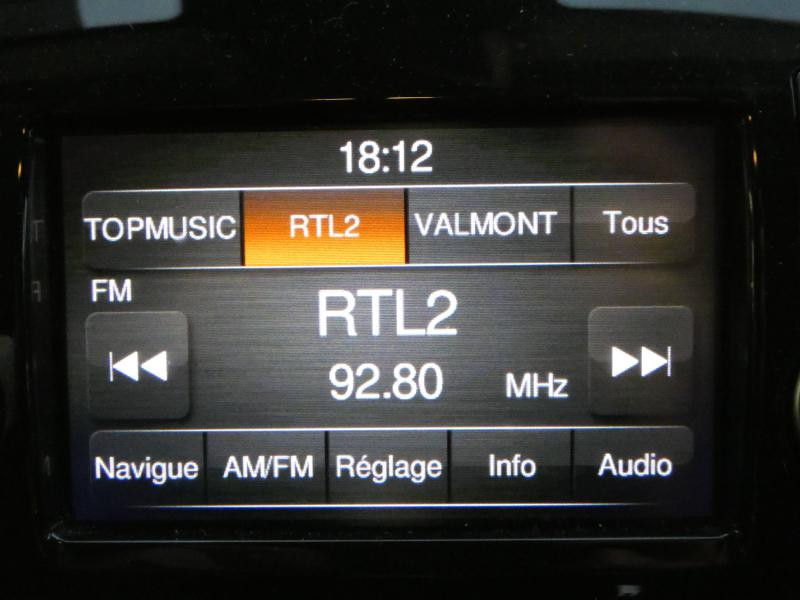 18:12
TOPMUSIC RTL2 VALMONT Tous
FM
RTL2
92.80 MHz
Navigue AM/FM Réglage Info Audio